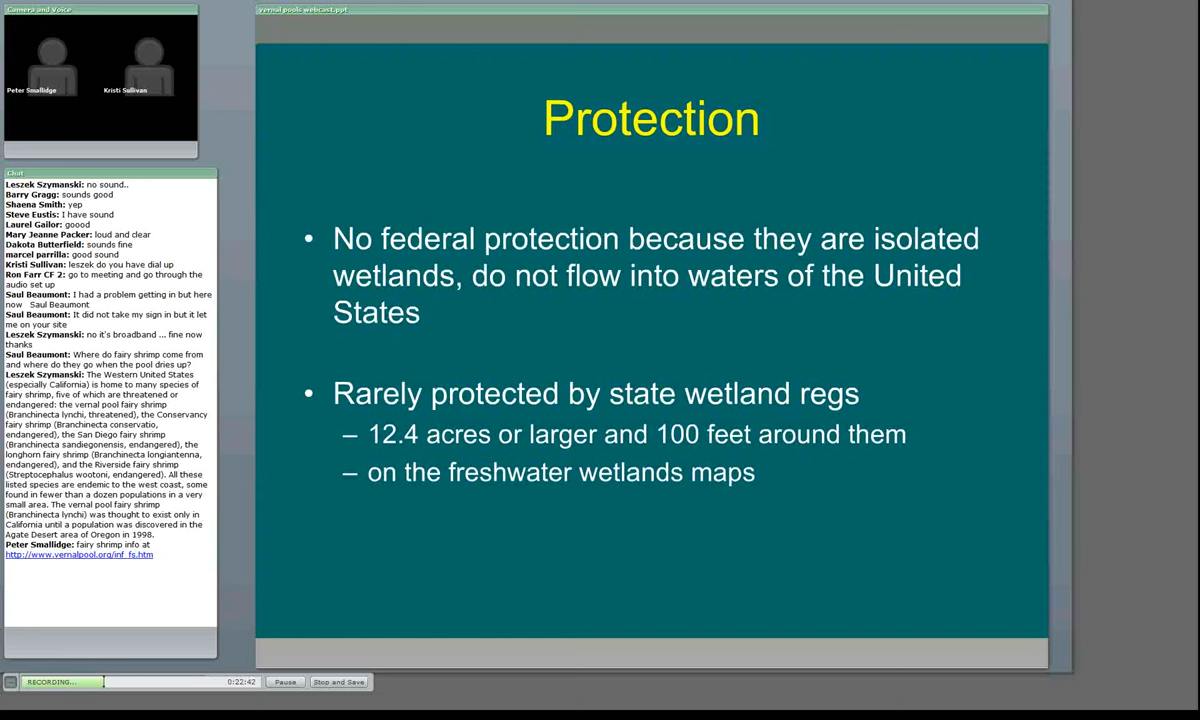 Camera and Voice
Peter Smallidge
Kristi Sullivan
Chat
Leszek Szymanski: no sound..
Barry Gragg: sounds good
Shaena Smith: yep
Steve Eustis: I have sound
Laurel Gailor: goood
Mary Jeanne Packer: loud and clear
Dakota Butterfield: sounds fine
marcel parrilla: good sound
Kristi Sullivan: leszek do you have dial up
Ron Farr CF 2: go to meeting and go through the
audio set up
Saul Beaumont: I had a problem getting in but here
now   Saul Beaumont
Saul Beaumont: It did not take my sign in but it let
me on your site
Leszek Szymanski: no it's broadband ... fine now
thanks
Saul Beaumont: Where do fairy shrimp come from
and where do they go when the pool dries up?
Leszek Szymanski: The Western United States
(especially California) is home to many species of
fairy shrimp, five of which are threatened or
endangered: the vernal pool fairy shrimp
(Branchinecta lynchi, threatened), the Conservancy
fairy shrimp (Branchinecta conservatio,
endangered), the San Diego fairy shrimp
(Branchinecta sandiegonensis, endangered), the
longhorn fairy shrimp (Branchinecta longiantenna,
endangered), and the Riverside fairy shrimp
(Streptocephalus wootoni, endangered). All these
listed species are endemic to the west coast, some
found in fewer than a dozen populations in a very
small area. The vernal pool fairy shrimp
(Branchinecta lynchi) was thought to exist only in
California until a population was discovered in the
Agate Desert area of Oregon in 1998.
Peter Smallidge: fairy shrimp info at
http://www.vernalpool.org/inf_fs.htm
vernal pools webcast.ppt
Protection
• No federal protection because they are isolated
wetlands, do not flow into waters of the United
States
• Rarely protected by state wetland regs
– 12.4 acres or larger and 100 feet around them
– on the freshwater wetlands maps
RECORDING...
0:22:42
Pause
Stop and Save